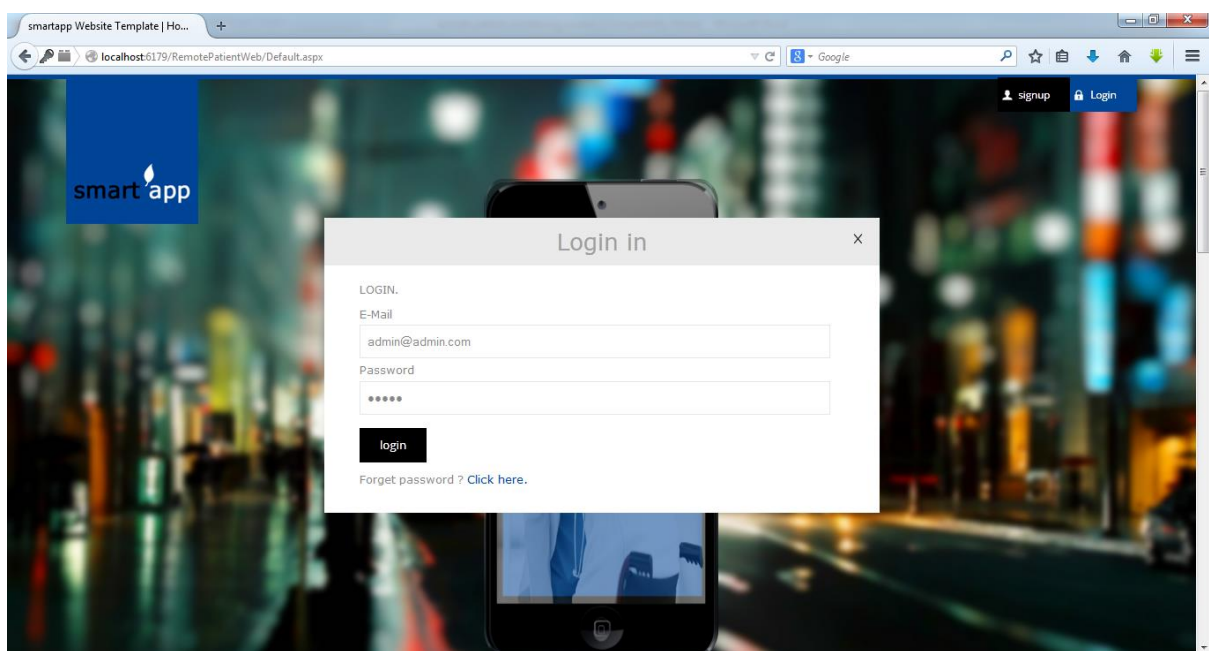 smartapp Website Template | Ho...
localhost:6179/RemotePatientWeb/Default.aspx
Google
signup
Login
smart app
Login in
X
LOGIN.
E-Mail
admin@admin.com
Password
•••••
login
Forget password ? Click here.